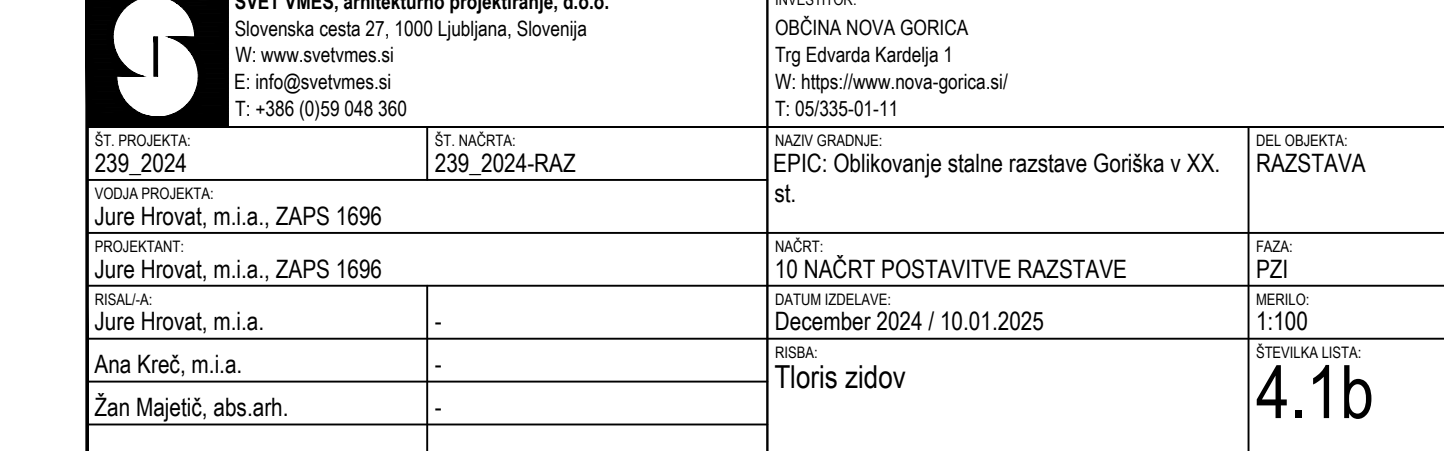 SVET VMES, arhitekturno projektiranje, d.o.o.
Slovenska cesta 27, 1000 Ljubljana, Slovenija
W: www.svetvmes.si
E: info@svetvmes.si
T: +386 (0)59 048 360
INVESTITOR:
OBČINA NOVA GORICA
Trg Edvarda Kardelja 1
W: https://www.nova-gorica.si/
T: 05/335-01-11
ŠT. PROJEKTA:
239_2024
ŠT. NAČRTA:
239_2024-RAZ
NAZIV GRADNJE:
EPIC: Oblikovanje stalne razstave Goriška v XX.
st.
DEL OBJEKTA:
RAZSTAVA
VODJA PROJEKTA:
Jure Hrovat, m.i.a., ZAPS 1696
PROJEKTANT:
Jure Hrovat, m.i.a., ZAPS 1696
NAČRT:
10 NAČRT POSTAVITVE RAZSTAVE
FAZA:
PZI
RISAL/-A:
Jure Hrovat, m.i.a.
-
DATUM IZDELAVE:
December 2024 / 10.01.2025
MERILO:
1:100
Ana Kreč, m.i.a.
-
RISBA:
Tloris zidov
ŠTEVILKA LISTA:
4.1b
Žan Majetič, abs.arh.
-